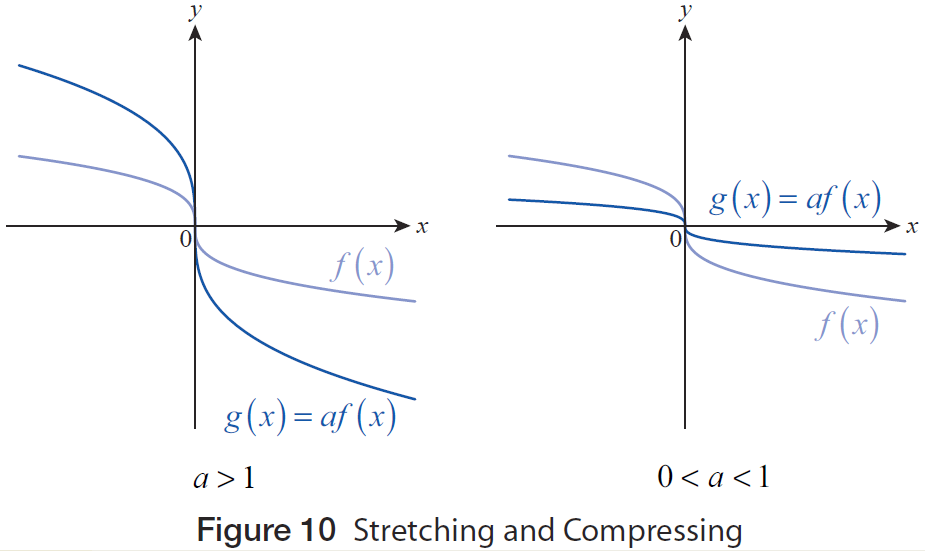 y
x
0
f(x)
g(x) = af(x)
a > 1
y
g(x) = af(x)
x
0
f(x)
0 < a < 1
Figure 10 Stretching and Compressing